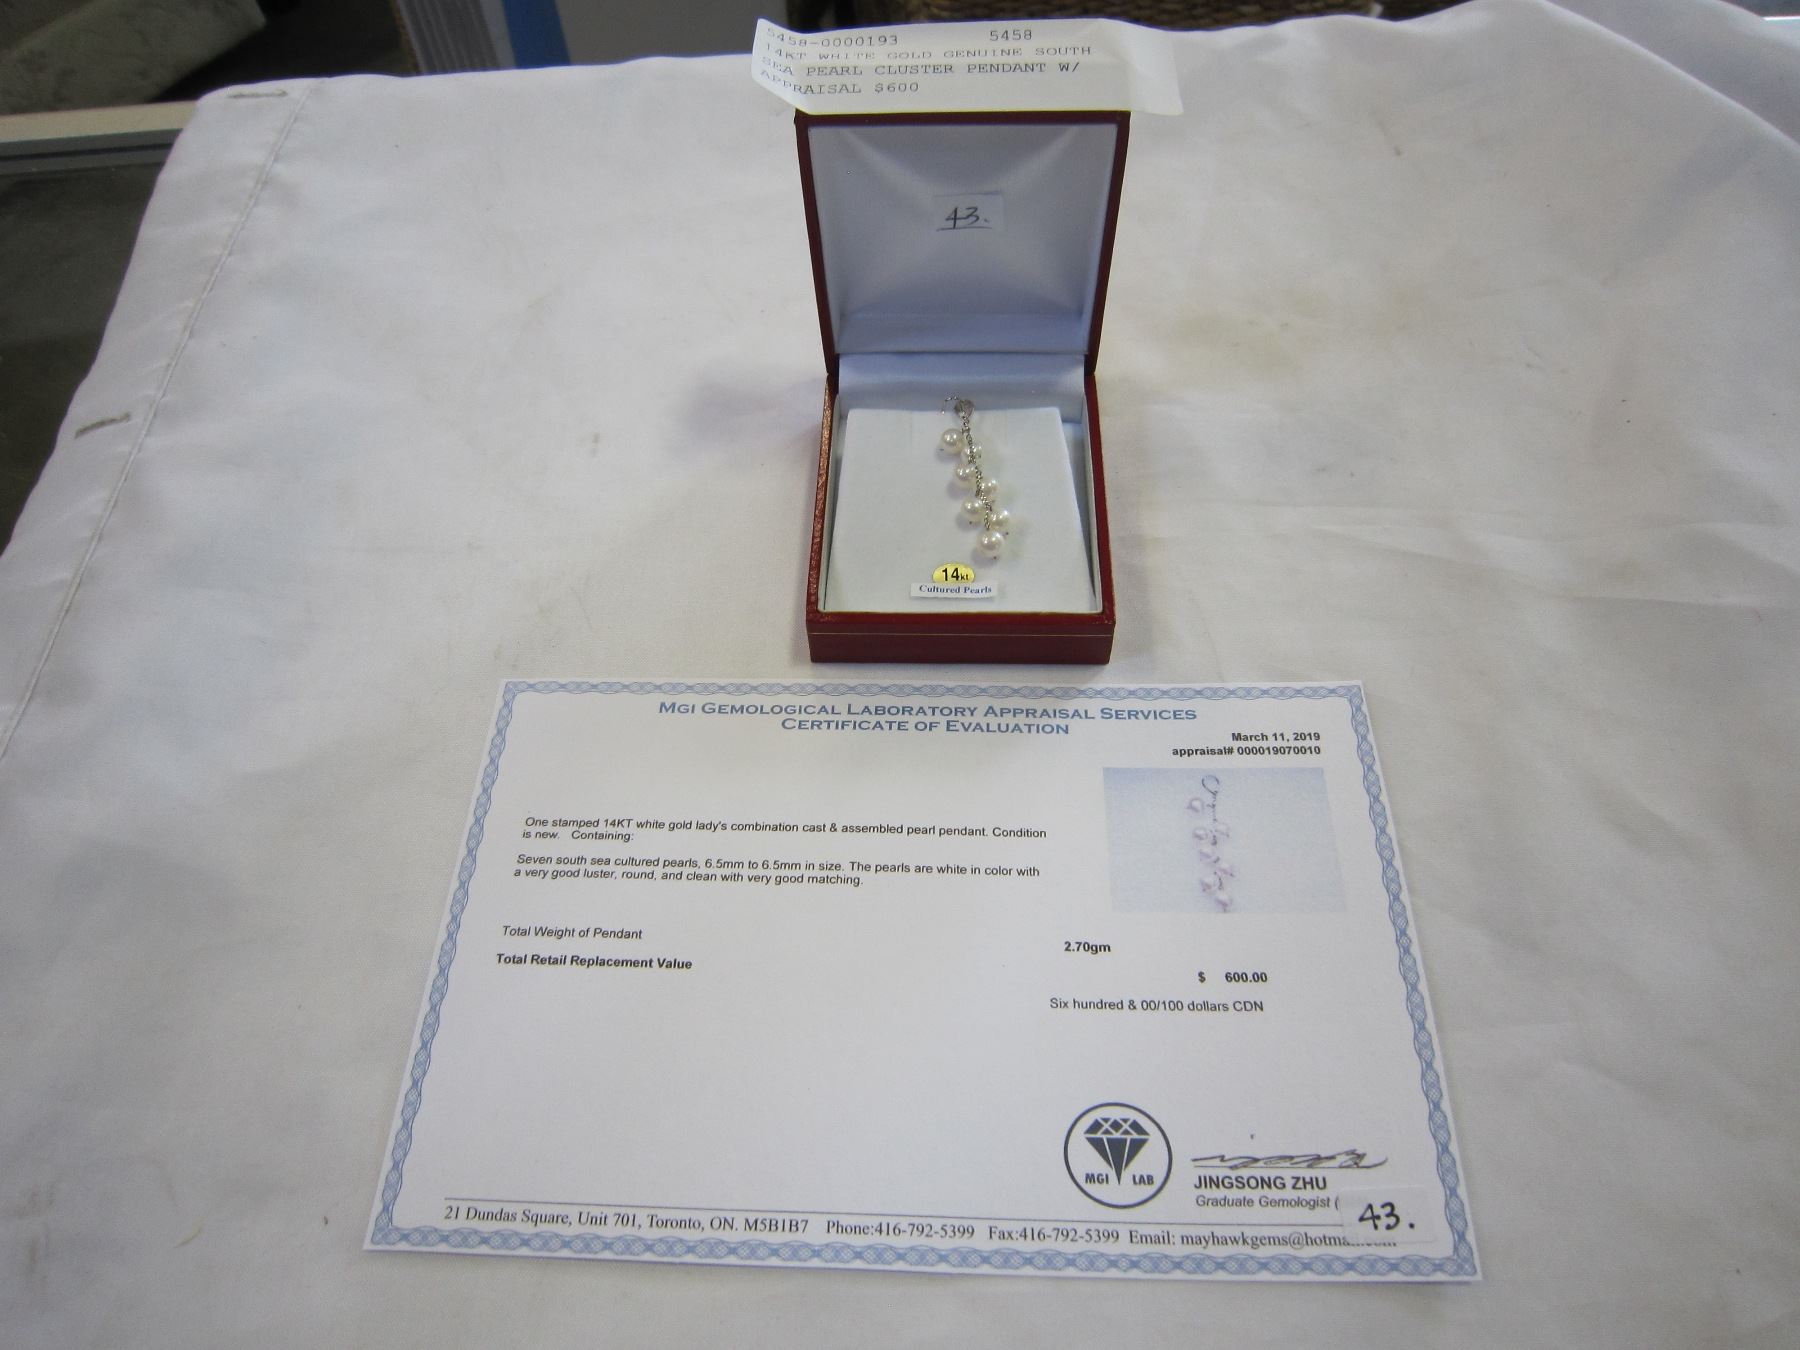 5458-0000193 5458
14KT WHITE GOLD GENUINE SOUTH
SEA PEARL CLUSTER PENDANT W/
APPRAISAL $600
43.
14kt
Cultured Pearls
MGI GEMOLOGICAL LABORATORY APPRAISAL SERVICES
CERTIFICATE OF EVALUATION
March 11, 2019
appraisal# 000019070010
One stamped 14KT white gold lady's combination cast & assembled pearl pendant. Condition
is new. Containing:
Seven south sea cultured pearls, 6.5mm to 6.5mm in size. The pearls are white in color with
a very good luster, round, and clean with very good matching.
Total Weight of Pendant 2.70gm
Total Retail Replacement Value $ 600.00
Six hundred & 00/100 dollars CDN
MGI LAB
JINGSONG ZHU
Graduate Gemologist (
43.
21 Dundas Square, Unit 701, Toronto, ON. M5B1B7 Phone:416-792-5399 Fax:416-792-5399 Email: